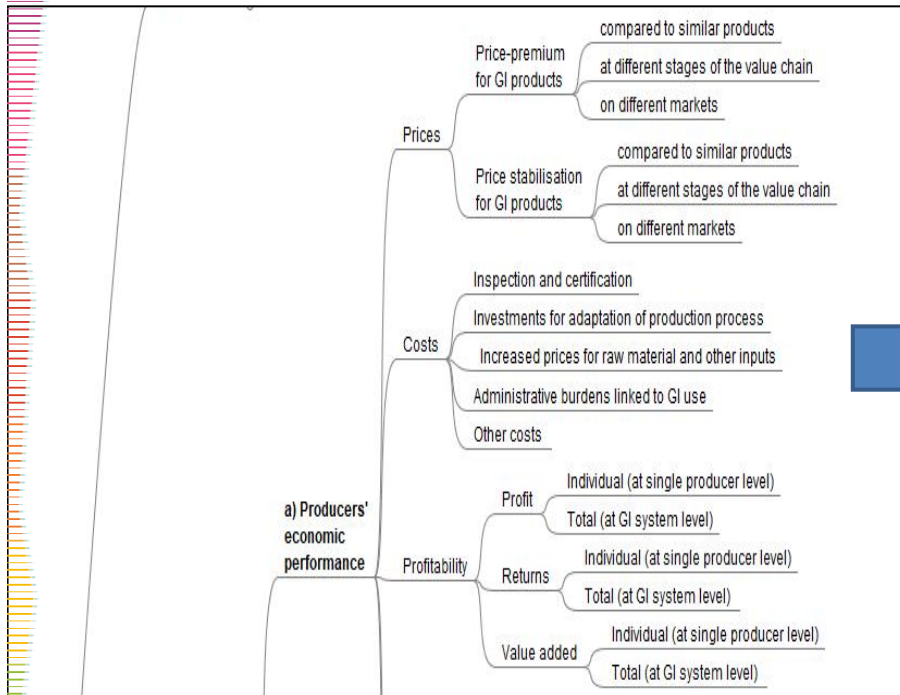 compared to similar products
Price-premium
for GI products
at different stages of the value chain
on different markets
Prices
compared to similar products
Price stabilisation
for GI products
at different stages of the value chain
on different markets
Inspection and certification
Investments for adaptation of production process
Costs
Increased prices for raw material and other inputs
Administrative burdens linked to GI use
Other costs
a) Producers'
economic
performance
Individual (at single producer level)
Profit
Total (at GI system level)
Profitability
Individual (at single producer level)
Returns
Total (at GI system level)
Individual (at single producer level)
Value added
Total (at GI system level)